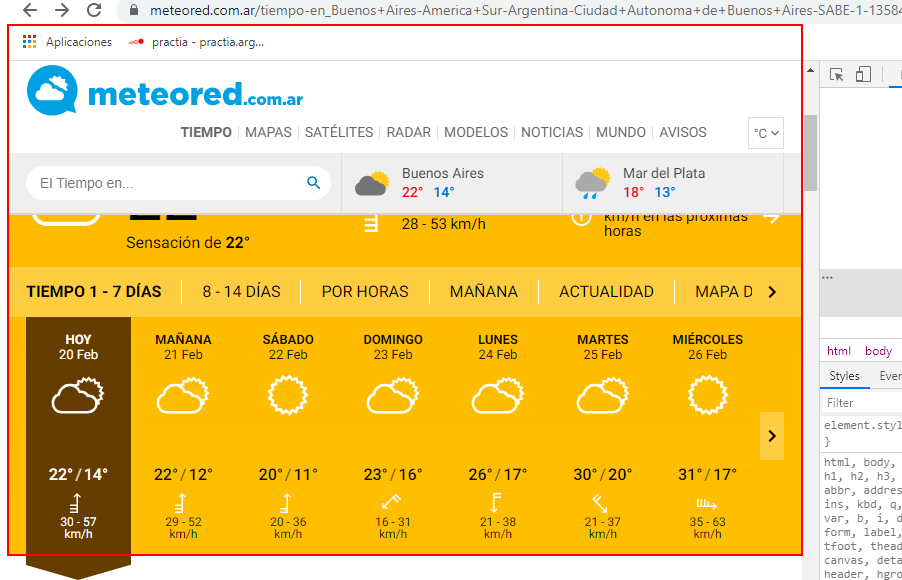 meteored.com.ar/tiempo-en_Buenos+Aires-America+Sur-Argentina-Ciudad+Autonoma+de+Buenos+Aires-SABE-1-13584
Aplicaciones practia - practia.arg...
meteored.com.ar
TIEMPO MAPAS SATÉLITES RADAR MODELOS NOTICIAS MUNDO AVISOS °C
El Tiempo en...
Buenos Aires
22° 14°
Mar del Plata
18° 13°
Sensación de 22°
28 - 53 km/h
km/h en las próximas
horas
TIEMPO 1 - 7 DÍAS 8 - 14 DÍAS POR HORAS MAÑANA ACTUALIDAD MAPA D
HOY MAÑANA SÁBADO DOMINGO LUNES MARTES MIÉRCOLES
20 Feb 21 Feb 22 Feb 23 Feb 24 Feb 25 Feb 26 Feb
22° / 14° 22° / 12° 20° / 11° 23° / 16° 26° / 17° 30° / 20° 31° / 17°
30 - 57 29 - 52 20 - 36 16 - 31 21 - 38 21 - 37 35 - 63
km/h km/h km/h km/h km/h km/h km/h
...
html body
Styles Ever
Filter
element.styl
}
html, body,
h1, h2, h3,
abbr, addres
ins, kbd, q,
var, b, i, d
form, label,
tfoot, thead
canvas, deta
header, hgro